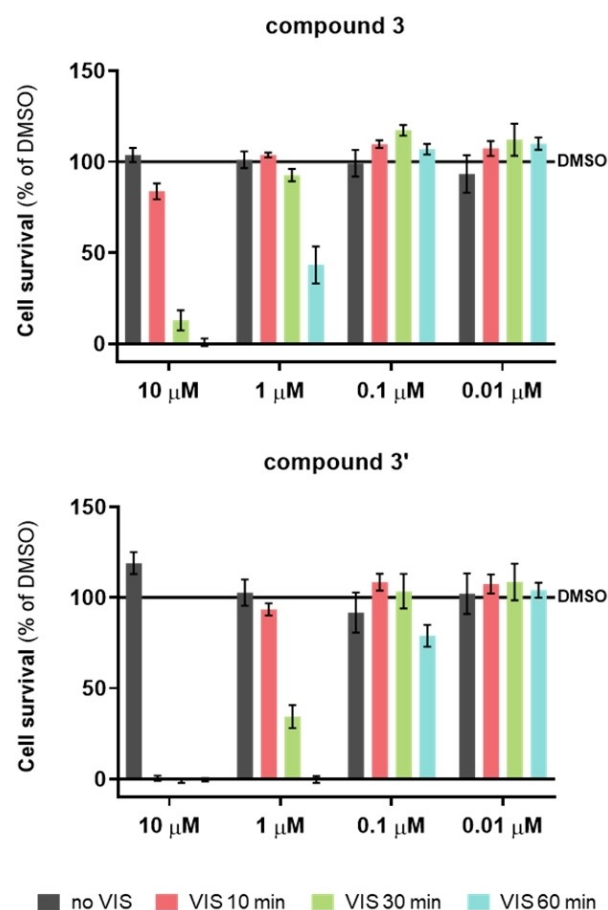 compound 3
Cell survival (% of DMSO)
150
100
50
0
DMSO
10 μM 1 μM 0.1 μM 0.01 μM
compound 3'
Cell survival (% of DMSO)
150
100
50
0
DMSO
10 μM 1 μM 0.1 μM 0.01 μM
no VIS VIS 10 min VIS 30 min VIS 60 min